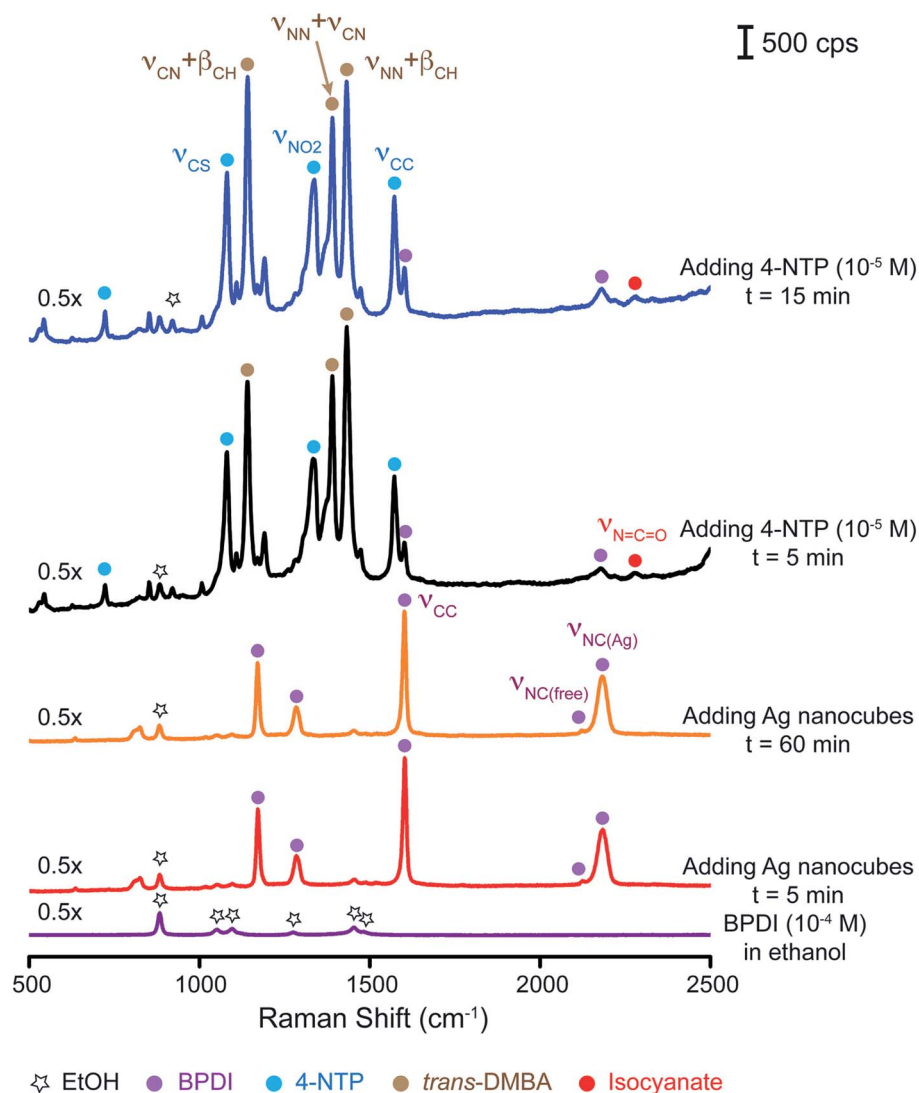 500 cps
νNN+νCN
νCN+βCH
νNN+βCH
νCS
νNO2
νCC
0.5x
Adding 4-NTP (10⁻⁵ M)
t = 15 min
0.5x
νN=C=O
Adding 4-NTP (10⁻⁵ M)
t = 5 min
νCC
νNC(Ag)
νNC(free)
0.5x
Adding Ag nanocubes
t = 60 min
0.5x
Adding Ag nanocubes
t = 5 min
0.5x
BPDI (10⁻⁴ M)
in ethanol
500 1000 1500 2000 2500
Raman Shift (cm⁻¹)
EtOH BPDI 4-NTP trans-DMBA Isocyanate